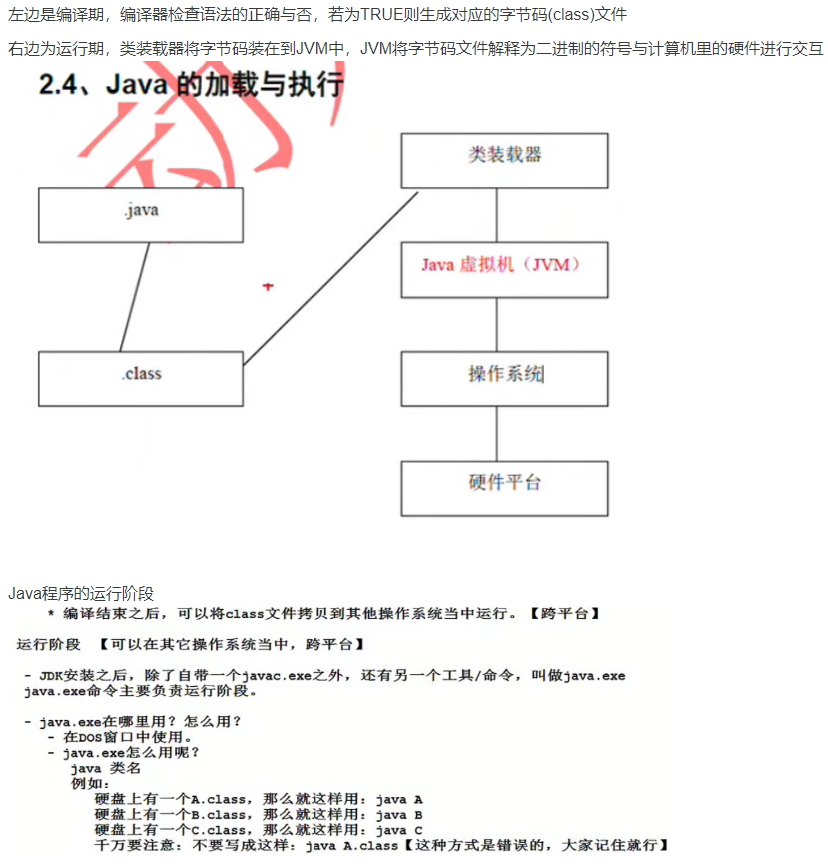 左边是编译期，编译器检查语法的正确与否，若为TRUE则生成对应的字节码(class)文件
右边为运行期，类装载器将字节码装在到JVM中，JVM将字节码文件解释为二进制的符号与计算机里的硬件进行交互
2.4、Java 的加载与执行
类装载器
.java
Java 虚拟机（JVM）
.class
操作系统
硬件平台
Java程序的运行阶段
* 编译结束之后，可以将class文件拷贝到其他操作系统当中运行。【跨平台】
运行阶段 【可以在其它操作系统当中，跨平台】
- JDK安装之后，除了自带一个javac.exe之外，还有另一个工具/命令，叫做java.exe
java.exe命令主要负责运行阶段。
- java.exe在哪里用？怎么用？
- 在DOS窗口中使用。
- java.exe怎么用呢？
java 类名
例如：
硬盘上有一个A.class，那么就这样用：java A
硬盘上有一个B.class，那么就这样用：java B
硬盘上有一个C.class，那么就这样用：java C
千万要注意：不要写成这样：java A.class【这种方式是错误的，大家记住就行】